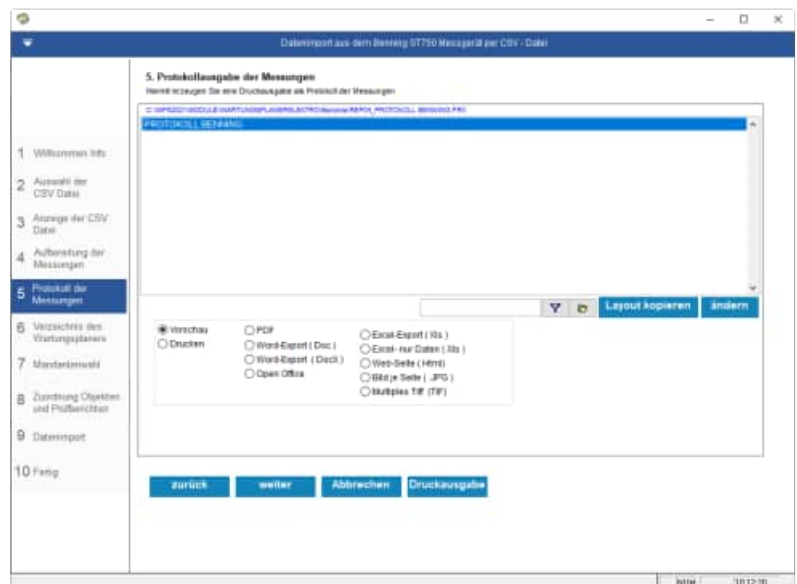 Datenimport aus dem Benning ST750 Messgerät per CSV - Datei
5. Protokollausgabe der Messungen
Hiermit erzeugen Sie eine Druckausgabe als Protokoll der Messungen
PROTOKOLL BENNING
1 Willkommen Info
2 Auswahl der
CSV Datei
3 Anzeige der CSV
Datei
4 Aufbereitung der
Messungen
5 Protokoll der
Messungen
6 Verzeichnis des
Wartungsplaners
7 Mandantenwahl
8 Zuordnung Objekten
und Prüfberichten
9 Datenimport
10 Fertig
Layout kopieren
ändern
Vorschau
Drucken
PDF
Word-Export ( Doc )
Word-Export ( DocX )
Open Office
Excel-Export ( Xls )
Excel- nur Daten ( Xls )
Web-Seite ( Html)
Bild je Seite ( JPG )
Multiples Tiff (TIF)
zurück
weiter
Abbrechen
Druckausgabe
NUM